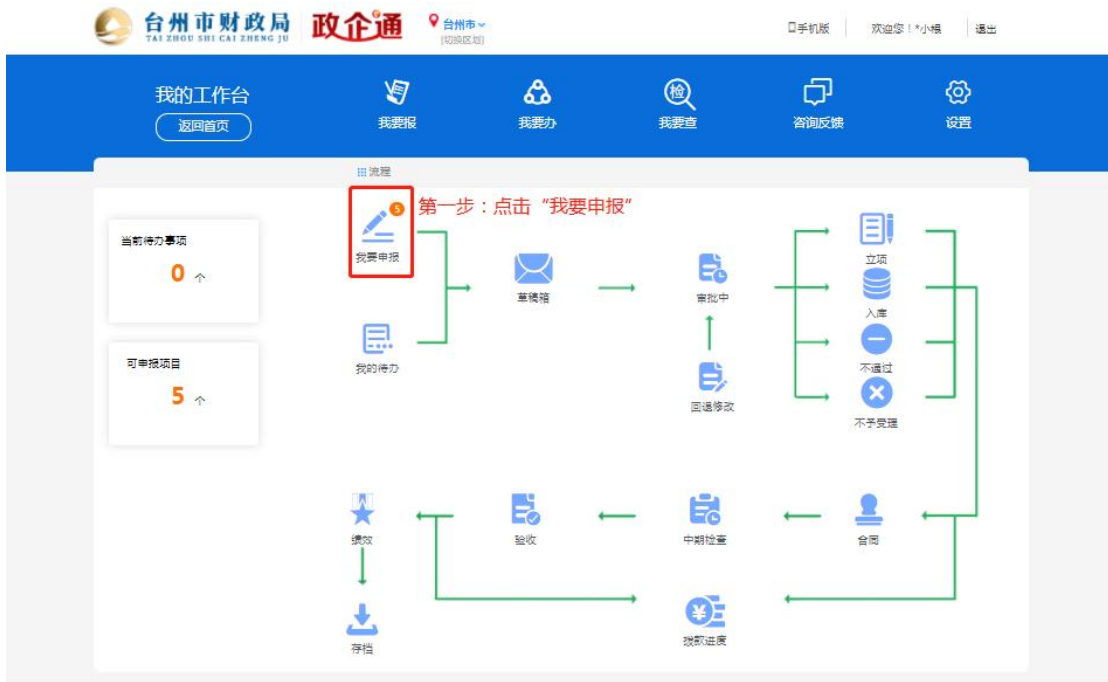 台州市财政局
TAI ZHOU SHI CAI ZHENG JU
政企通
台州市
[切换区划]
手机版
欢迎您！*小根
退出
我的工作台
返回首页
我要报
我要办
检
我要查
咨询反馈
设置
流程
5
第一步：点击“我要申报”
我要申报
当前待办事项
0 个
草稿箱
审批中
立项
入库
我的待办
可申报项目
5 个
回退修改
不通过
不予受理
绩效
验收
中期检查
合同
存档
¥
拨款进度